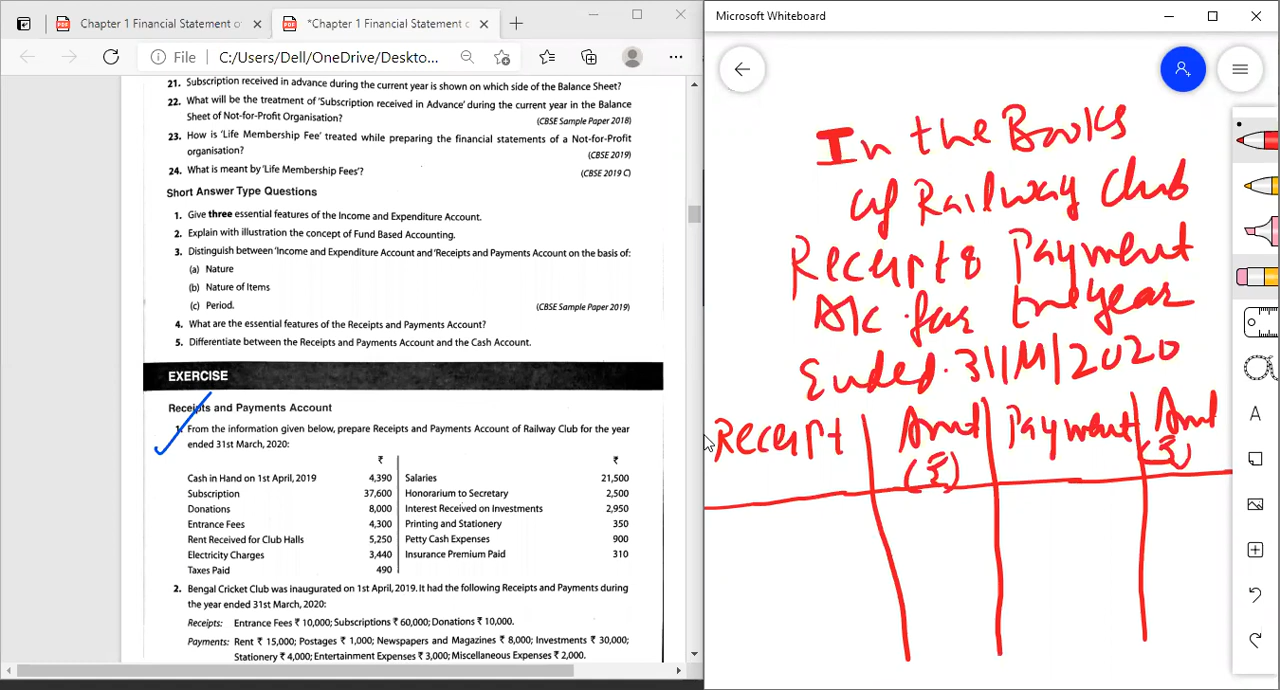 Chapter 1 Financial Statement o
*Chapter 1 Financial Statement o
File
C:/Users/Dell/OneDrive/Deskto...
21. Subscription received in advance during the current year is shown on which side of the Balance Sheet?
22. What will be the treatment of 'Subscription received in Advance' during the current year in the Balance
Sheet of Not-for-Profit Organisation? (CBSE Sample Paper 2018)
23. How is 'Life Membership Fee' treated while preparing the financial statements of a Not-for-Profit
organisation? (CBSE 2019)
24. What is meant by 'Life Membership Fees'? (CBSE 2019 C)
Short Answer Type Questions
1. Give three essential features of the Income and Expenditure Account.
2. Explain with illustration the concept of Fund Based Accounting.
3. Distinguish between 'Income and Expenditure Account and 'Receipts and Payments Account on the basis of:
(a) Nature
(b) Nature of Items
(c) Period. (CBSE Sample Paper 2019)
4. What are the essential features of the Receipts and Payments Account?
5. Differentiate between the Receipts and Payments Account and the Cash Account.
EXERCISE
Receipts and Payments Account
1. From the information given below, prepare Receipts and Payments Account of Railway Club for the year
ended 31st March, 2020:
₹ ₹
Cash in Hand on 1st April, 2019 4,390 Salaries 21,500
Subscription 37,600 Honorarium to Secretary 2,500
Donations 8,000 Interest Received on Investments 2,950
Entrance Fees 4,300 Printing and Stationery 350
Rent Received for Club Halls 5,250 Petty Cash Expenses 900
Electricity Charges 3,440 Insurance Premium Paid 310
Taxes Paid 490
2. Bengal Cricket Club was inaugurated on 1st April, 2019. It had the following Receipts and Payments during
the year ended 31st March, 2020:
Receipts: Entrance Fees ₹ 10,000; Subscriptions ₹ 60,000; Donations ₹ 10,000.
Payments: Rent ₹ 15,000; Postages ₹ 1,000; Newspapers and Magazines ₹ 8,000; Investments ₹ 30,000;
Stationery ₹ 4,000; Entertainment Expenses ₹ 3,000; Miscellaneous Expenses ₹ 2,000.
Microsoft Whiteboard
In the Books
of Railway Club
Receipt & Payment
A/c for the year
Ended 31/M/2020
Receipt Amt (₹) Payment Amt (₹)
A